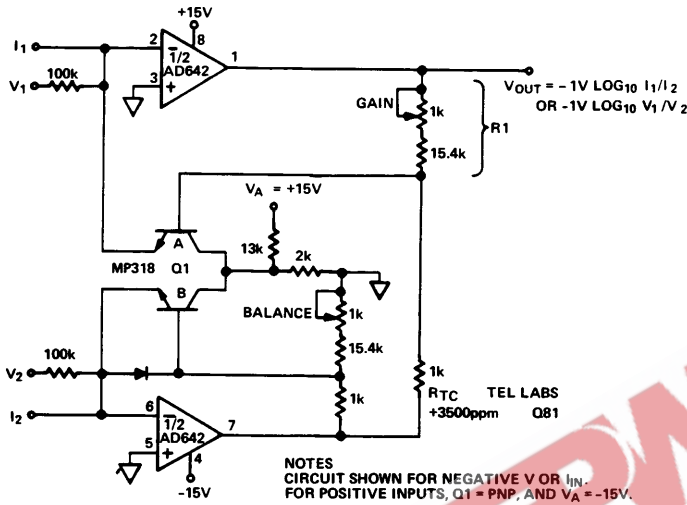 +15V
I1
2
8
1/2
AD642
1
V1
100k
3
+
VOUT = -1V LOG10 I1/I2
OR -1V LOG10 V1/V2
GAIN
1k
R1
15.4k
VA = +15V
A
13k
2k
MP318
Q1
B
BALANCE
1k
15.4k
100k
V2
1k
1k
RTC
TEL LABS
+3500ppm
Q81
I2
6
1/2
AD642
7
5
+
4
-15V
NOTES
CIRCUIT SHOWN FOR NEGATIVE V OR IIN.
FOR POSITIVE INPUTS, Q1 = PNP, AND VA = -15V.